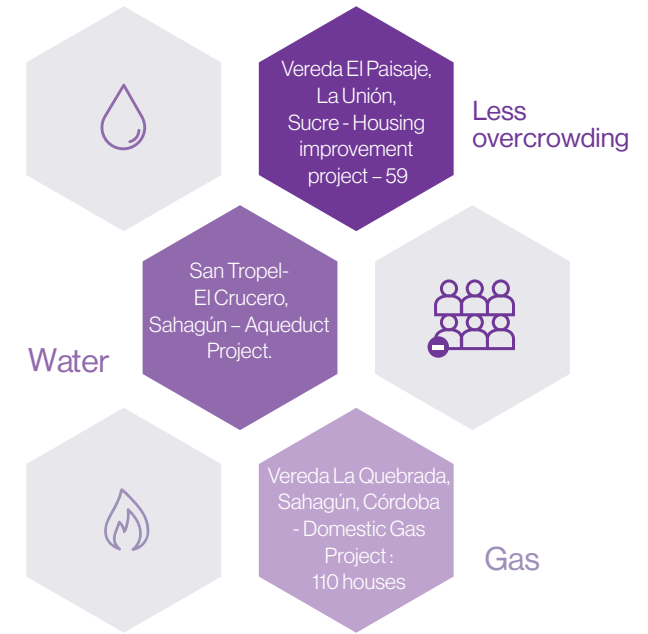 Vereda El Paisaje,
La Unión,
Sucre - Housing
improvement
project – 59
Less
overcrowding
San Tropel-
El Crucero,
Sahagún – Aqueduct
Project.
Water
Vereda La Quebrada,
Sahagún, Córdoba
- Domestic Gas
Project :
110 houses
Gas